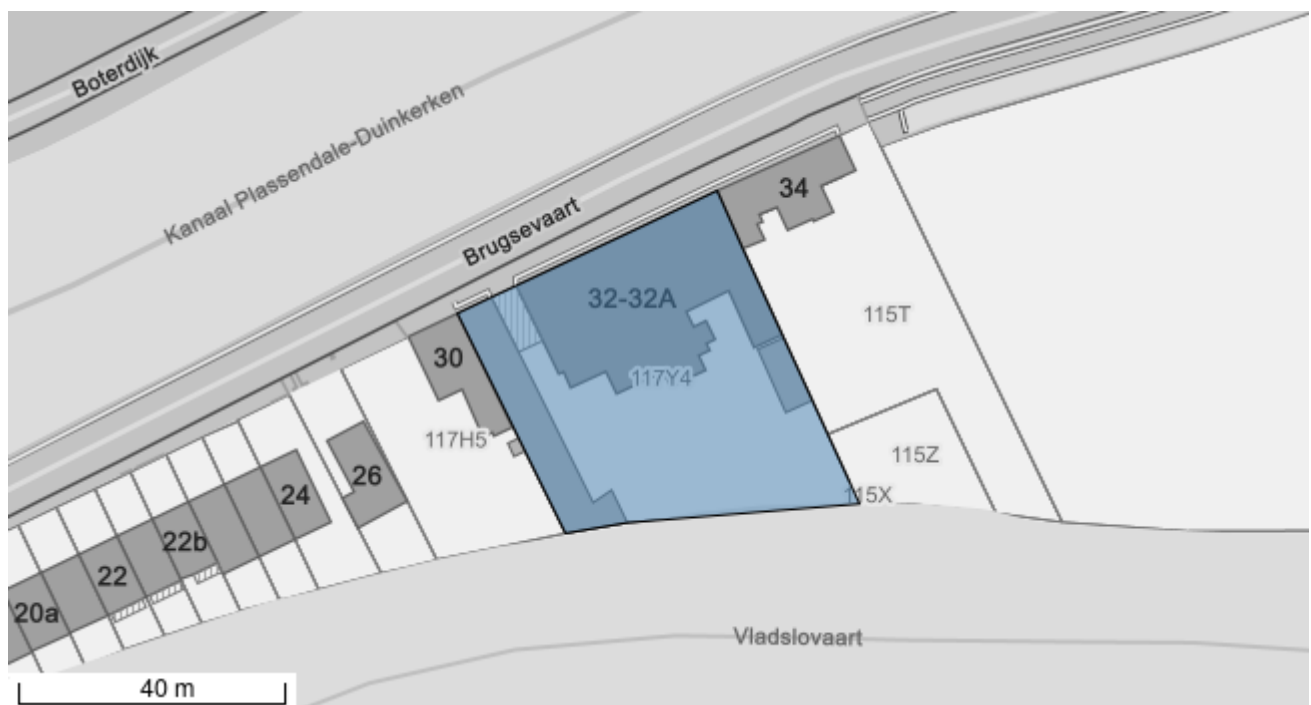 Boterdijk
Kanaal Plassendale-Duinkerken
Brugsevaart
34
32-32A
115T
30
117Y4
117H5
115Z
26
24
115X
22b
22
20a
Vladslovaart
40 m